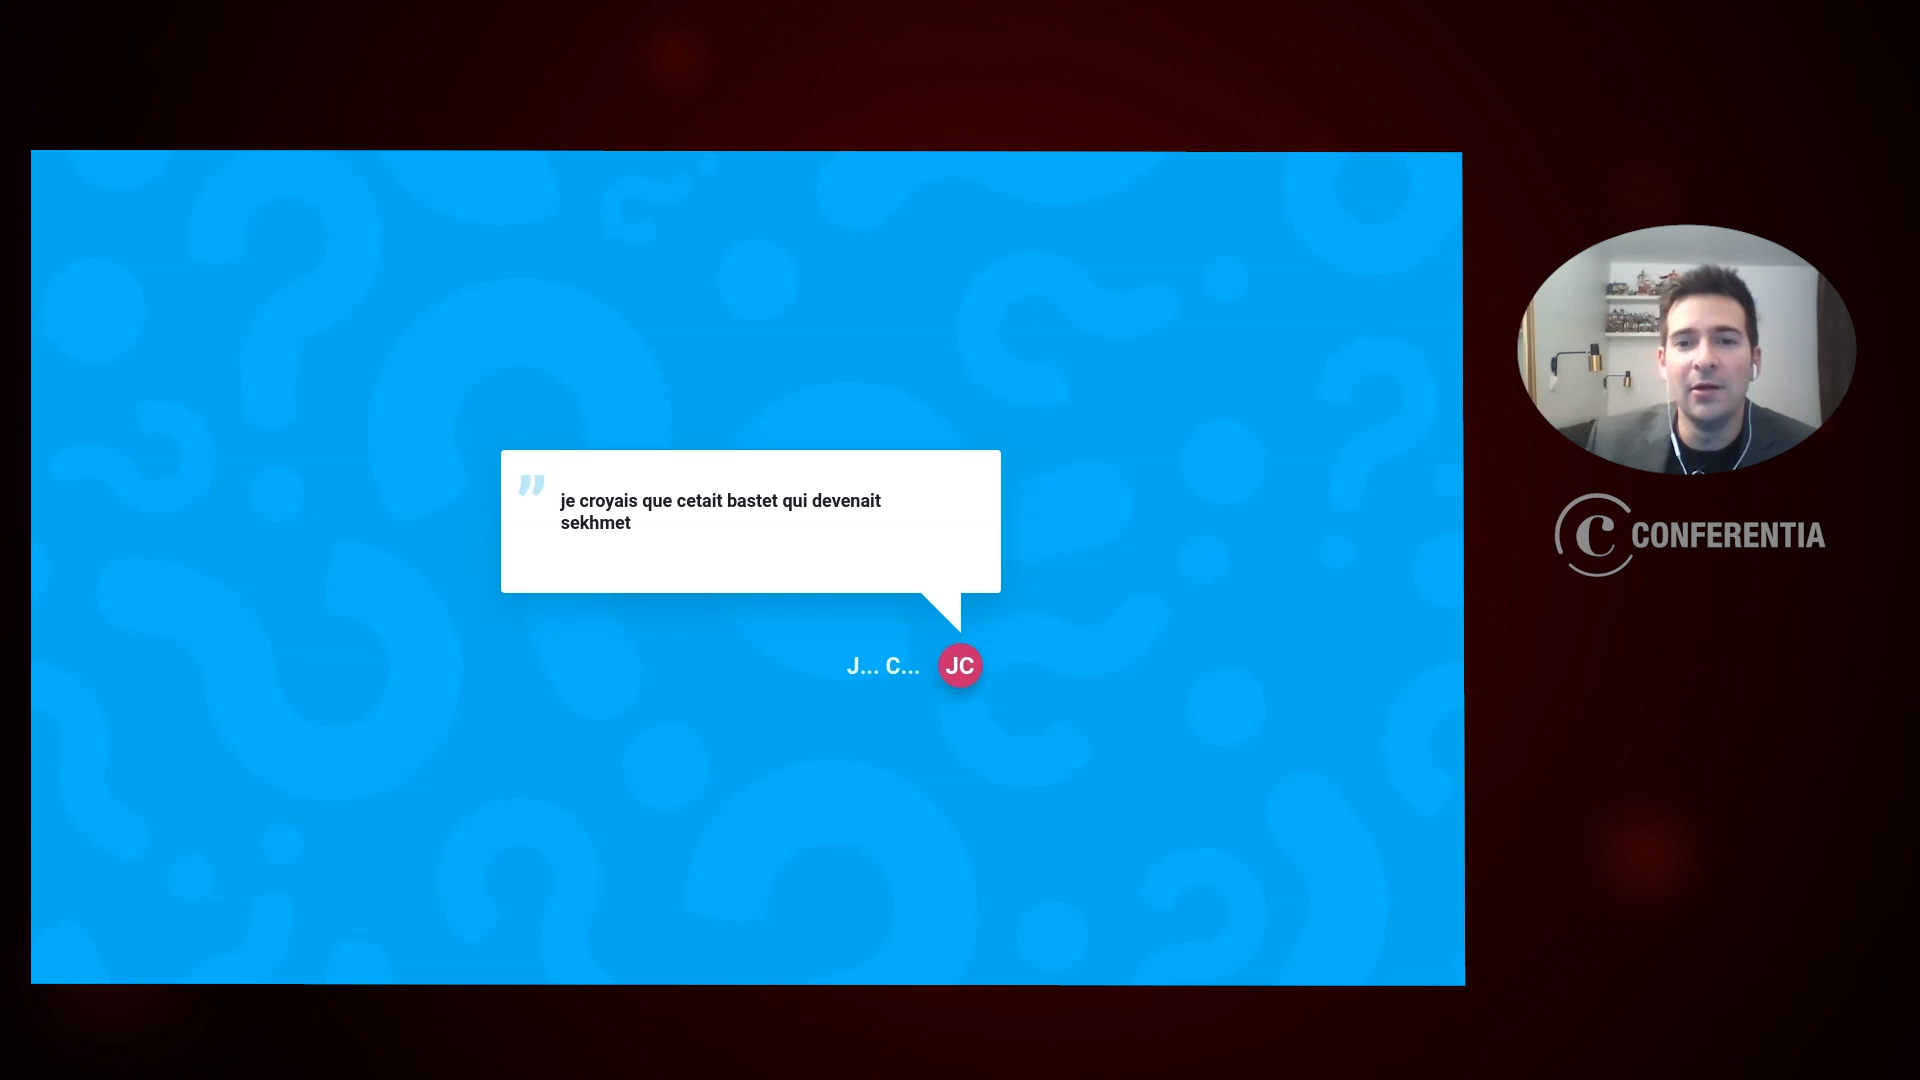 je croyais que cetait bastet qui devenait
sekhmet
J... C...
JC
C CONFERENTIA